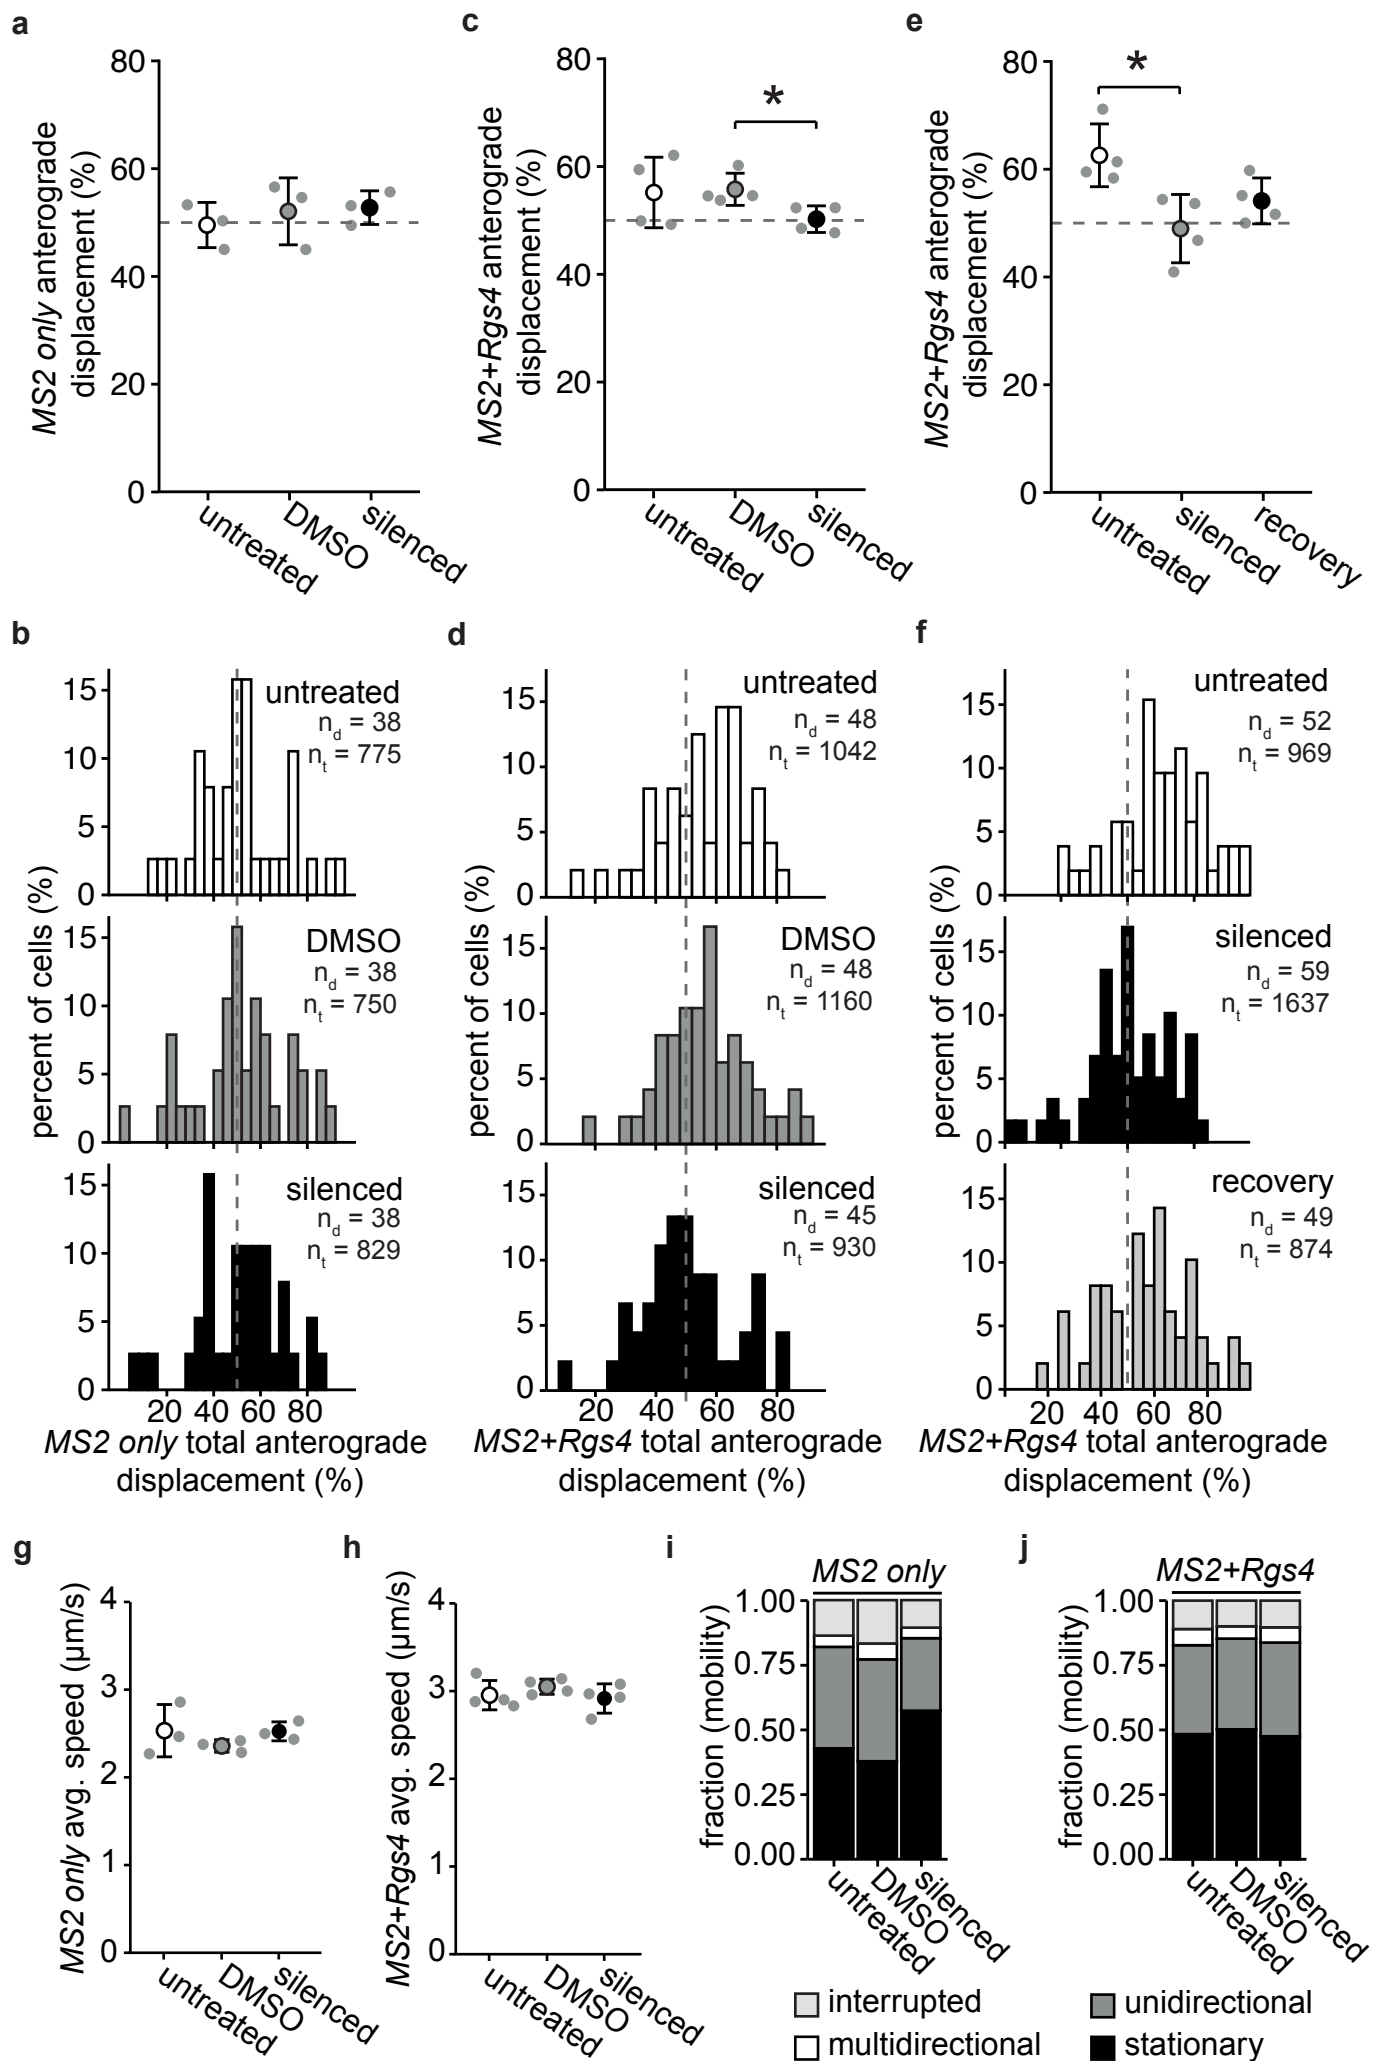 a
MS2 only anterograde
displacement (%)
80
60
40
20
0
untreated
DMSO
silenced
c
MS2+Rgs4 anterograde
displacement (%)
80
60
40
20
0
*
untreated
DMSO
silenced
e
MS2+Rgs4 anterograde
displacement (%)
80
60
40
20
0
*
untreated
silenced
recovery
b
percent of cells (%)
15
10
5
0
untreated
nd = 38
nt = 775
15
10
5
0
DMSO
nd = 38
nt = 750
15
10
5
0
silenced
nd = 38
nt = 829
20 40 60 80
MS2 only total anterograde
displacement (%)
d
percent of cells (%)
15
10
5
0
untreated
nd = 48
nt = 1042
15
10
5
0
DMSO
nd = 48
nt = 1160
15
10
5
0
silenced
nd = 45
nt = 930
20 40 60 80
MS2+Rgs4 total anterograde
displacement (%)
f
percent of cells (%)
15
10
5
0
untreated
nd = 52
nt = 969
15
10
5
0
silenced
nd = 59
nt = 1637
15
10
5
0
recovery
nd = 49
nt = 874
20 40 60 80
MS2+Rgs4 total anterograde
displacement (%)
g
MS2 only avg. speed (µm/s)
4
3
2
1
0
untreated
DMSO
silenced
h
MS2+Rgs4 avg. speed (µm/s)
4
3
2
1
0
untreated
DMSO
silenced
i
MS2 only
fraction (mobility)
1.00
0.75
0.50
0.25
0.00
untreated
DMSO
silenced
j
MS2+Rgs4
fraction (mobility)
1.00
0.75
0.50
0.25
0.00
untreated
DMSO
silenced
interrupted
unidirectional
multidirectional
stationary